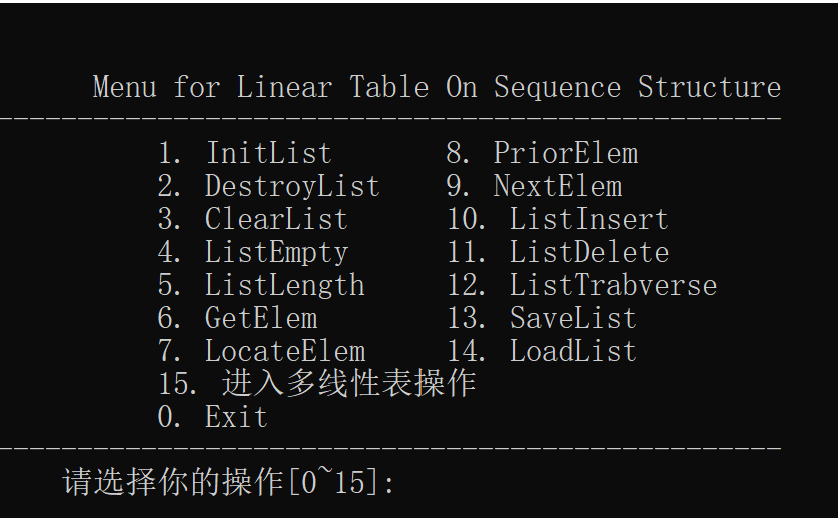 Menu for Linear Table On Sequence Structure
-------------------------------------------------
1. InitList 8. PriorElem
2. DestroyList 9. NextElem
3. ClearList 10. ListInsert
4. ListEmpty 11. ListDelete
5. ListLength 12. ListTrabverse
6. GetElem 13. SaveList
7. LocateElem 14. LoadList
15. 进入多线性表操作
0. Exit
-------------------------------------------------
请选择你的操作[0~15]: